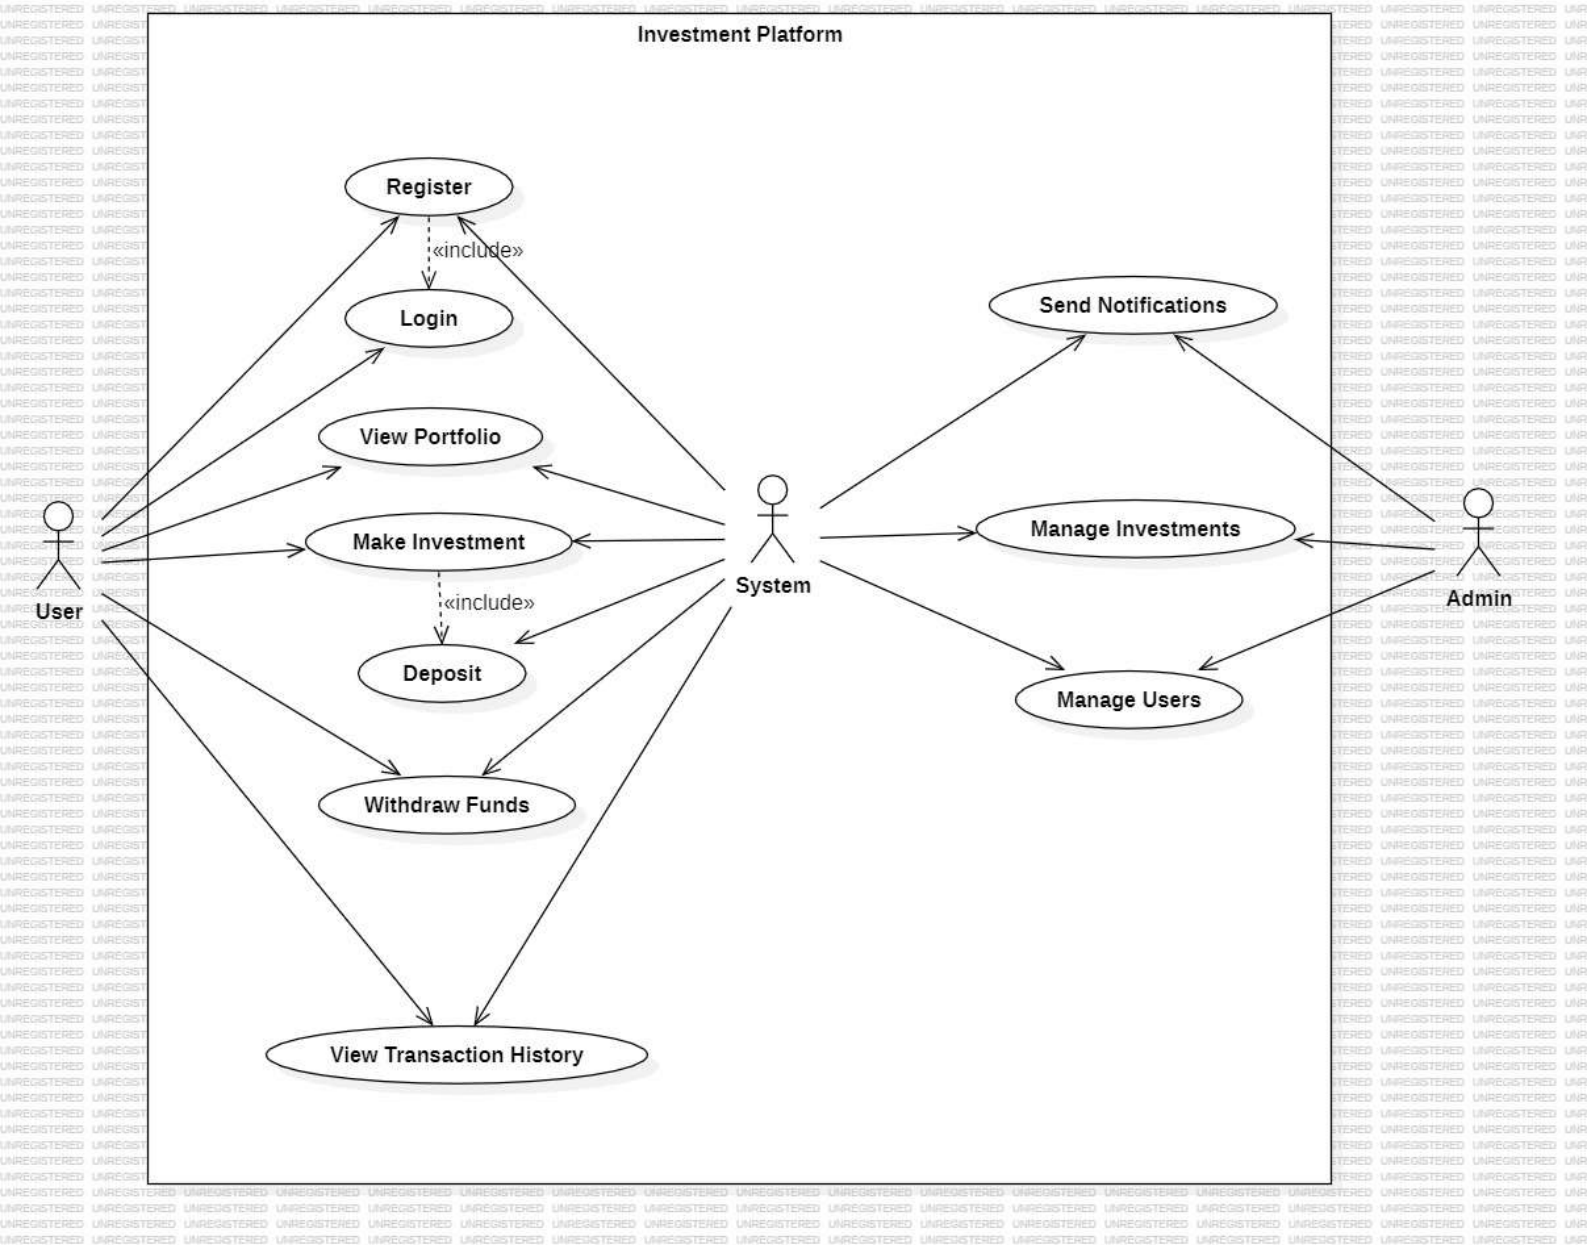 Investment Platform
Register
«include»
Login
Send Notifications
View Portfolio
Make Investment
Manage Investments
System
User
Admin
«include»
Deposit
Manage Users
Withdraw Funds
View Transaction History
UNREGISTERED